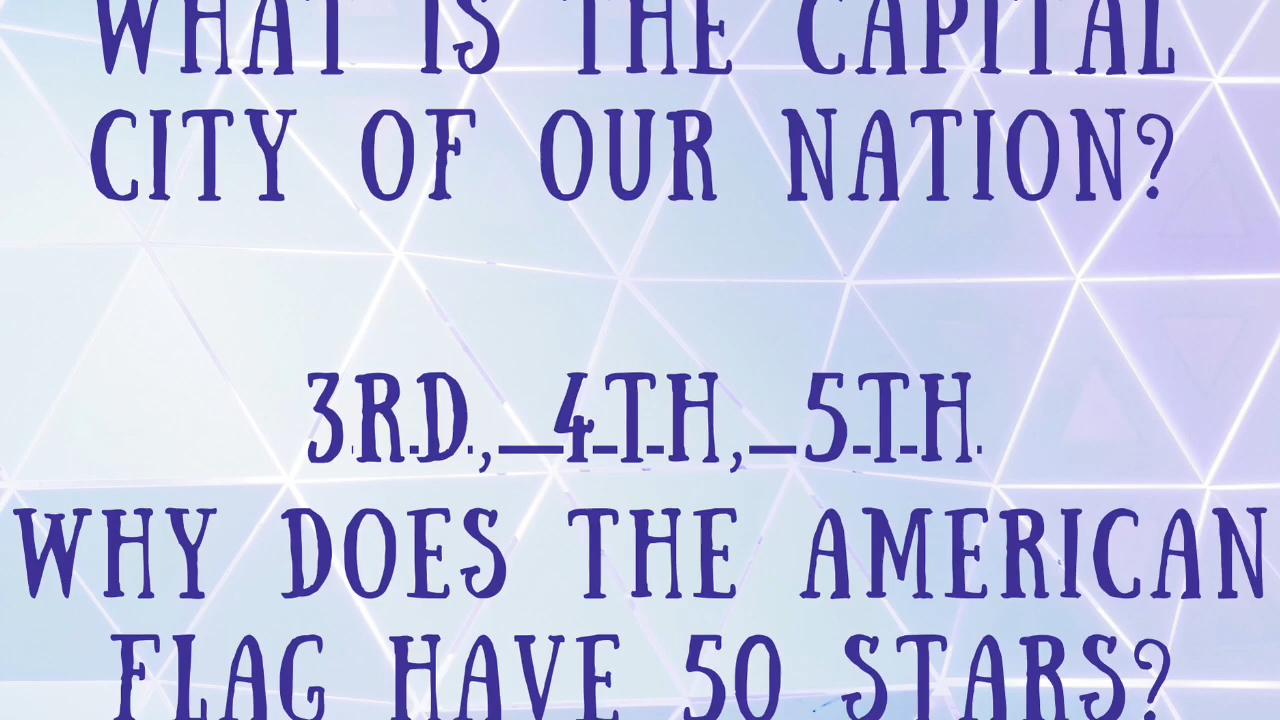 WHAT IS THE CAPITAL
CITY OF OUR NATION?
3RD, 4TH, 5TH
WHY DOES THE AMERICAN
FLAG HAVE 50 STARS?